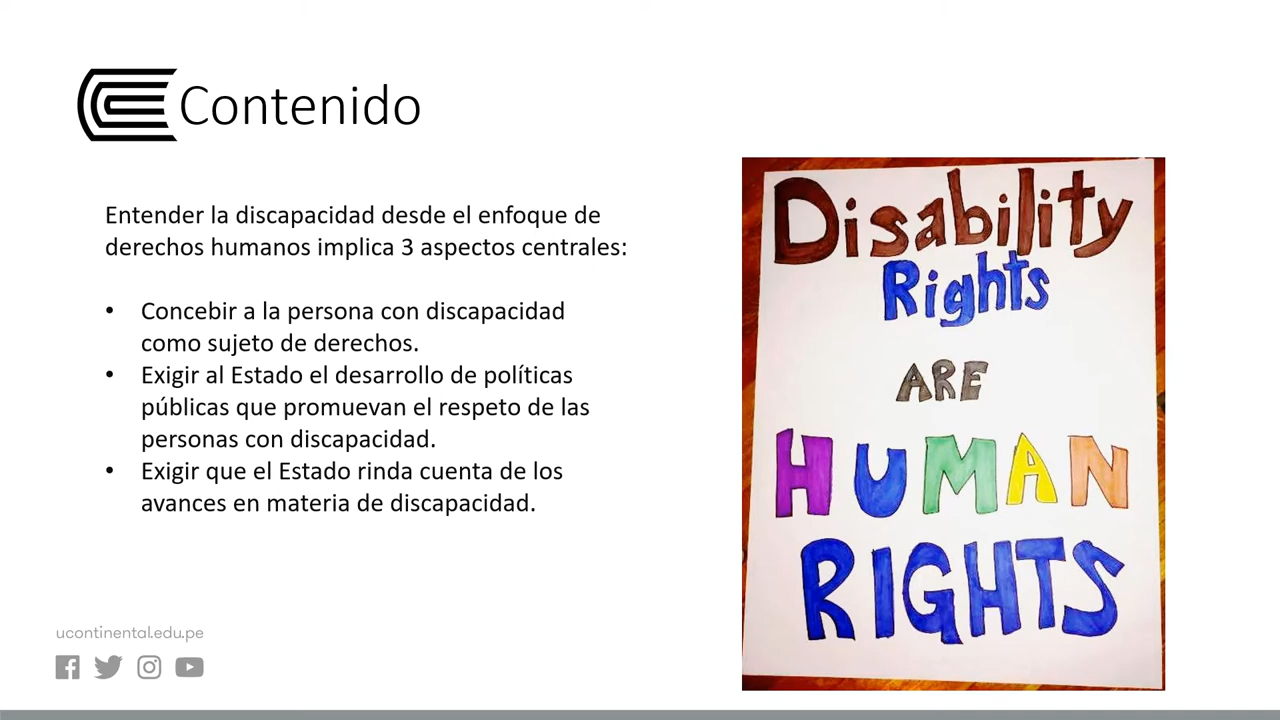 Contenido
Entender la discapacidad desde el enfoque de
derechos humanos implica 3 aspectos centrales:
• Concebir a la persona con discapacidad
como sujeto de derechos.
• Exigir al Estado el desarrollo de políticas
públicas que promuevan el respeto de las
personas con discapacidad.
• Exigir que el Estado rinda cuenta de los
avances en materia de discapacidad.
ucontinental.edu.pe
Disability
Rights
ARE
HUMAN
RIGHTS